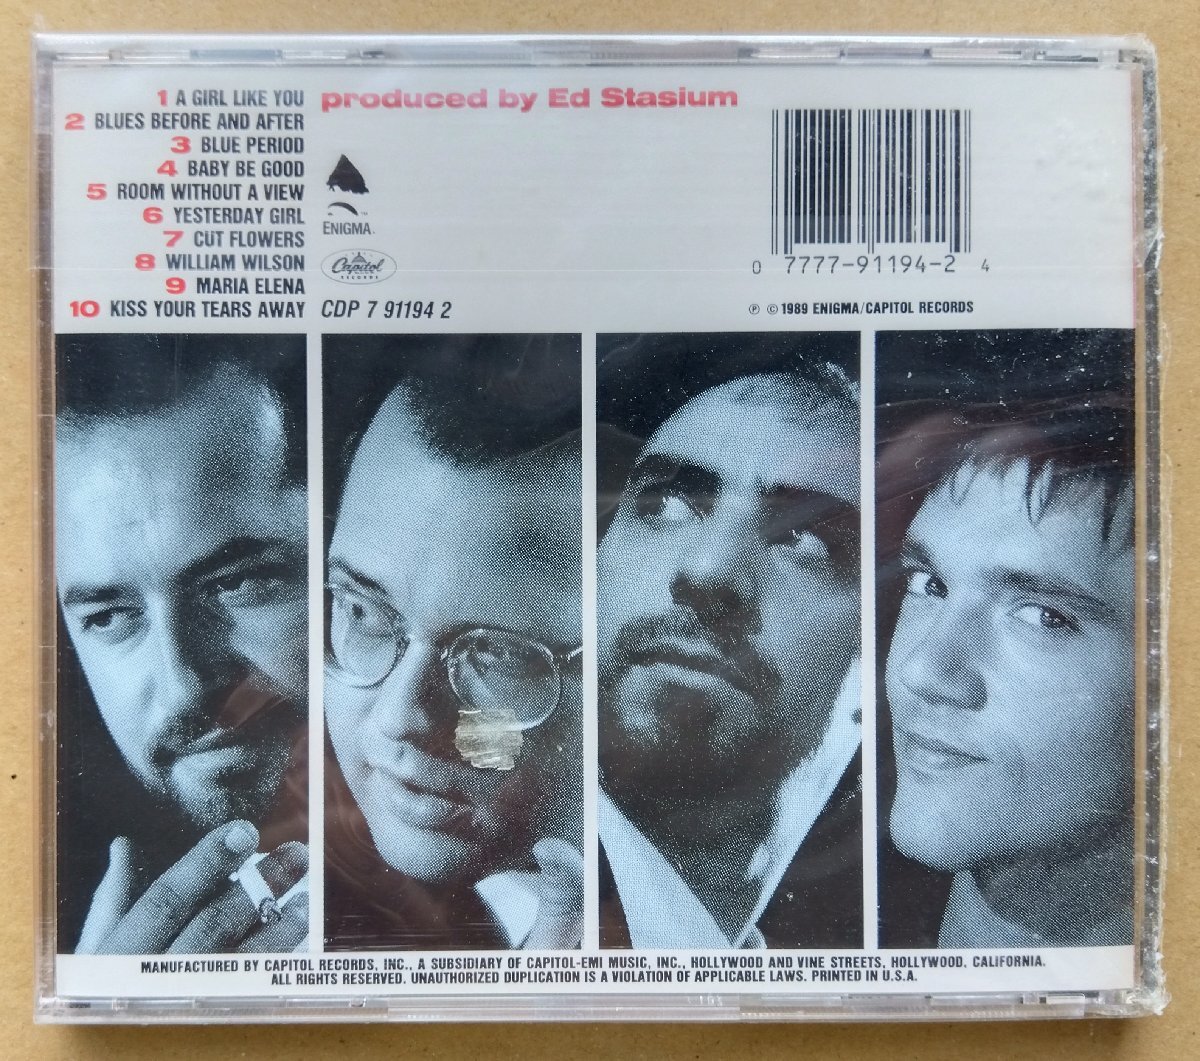 1 A GIRL LIKE YOU
2 BLUES BEFORE AND AFTER
3 BLUE PERIOD
4 BABY BE GOOD
5 ROOM WITHOUT A VIEW
6 YESTERDAY GIRL
7 CUT FLOWERS
8 WILLIAM WILSON
9 MARIA ELENA
10 KISS YOUR TEARS AWAY
produced by Ed Stasium
ENIGMA™
Capitol
RECORDS
CDP 7 91194 2
0 7777-91194-2 4
℗ © 1989 ENIGMA/CAPITOL RECORDS
MANUFACTURED BY CAPITOL RECORDS, INC., A SUBSIDIARY OF CAPITOL-EMI MUSIC, INC., HOLLYWOOD AND VINE STREETS, HOLLYWOOD, CALIFORNIA.
ALL RIGHTS RESERVED. UNAUTHORIZED DUPLICATION IS A VIOLATION OF APPLICABLE LAWS. PRINTED IN U.S.A.